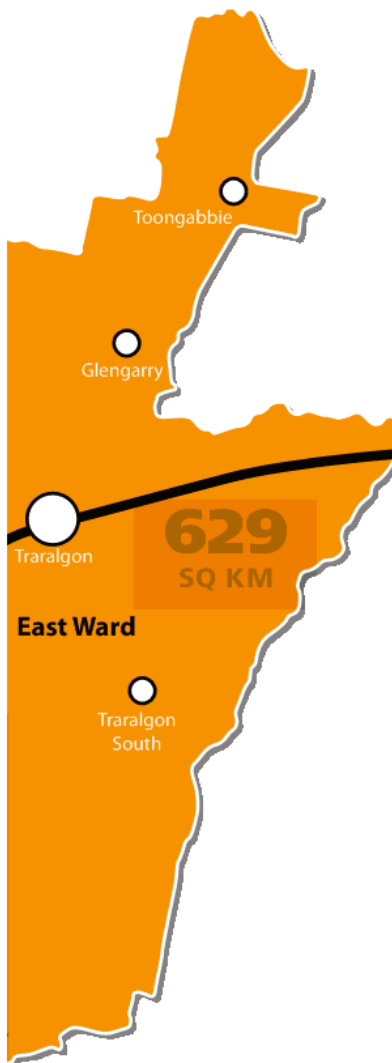 Toongabbie
Glengarry
629
SQ KM
Traralgon
East Ward
Traralgon
South